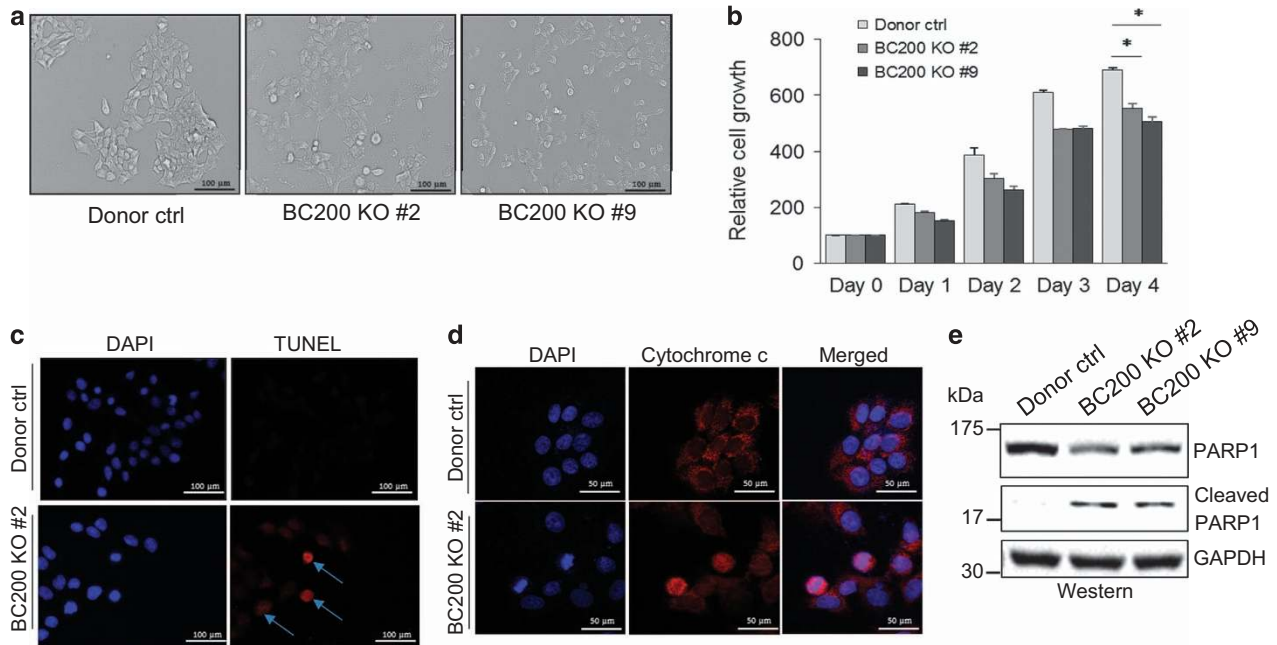 a
100 µm
100 µm
100 µm
Donor ctrl
BC200 KO #2
BC200 KO #9
b
Relative cell growth
800
600
400
200
0
Donor ctrl
BC200 KO #2
BC200 KO #9
*
*
Day 0
Day 1
Day 2
Day 3
Day 4
c
DAPI
TUNEL
Donor ctrl
100 µm
100 µm
BC200 KO #2
100 µm
100 µm
d
DAPI
Cytochrome c
Merged
Donor ctrl
50 µm
50 µm
50 µm
BC200 KO #2
50 µm
50 µm
50 µm
e
kDa
Donor ctrl
BC200 KO #2
BC200 KO #9
175
PARP1
17
Cleaved
PARP1
30
GAPDH
Western